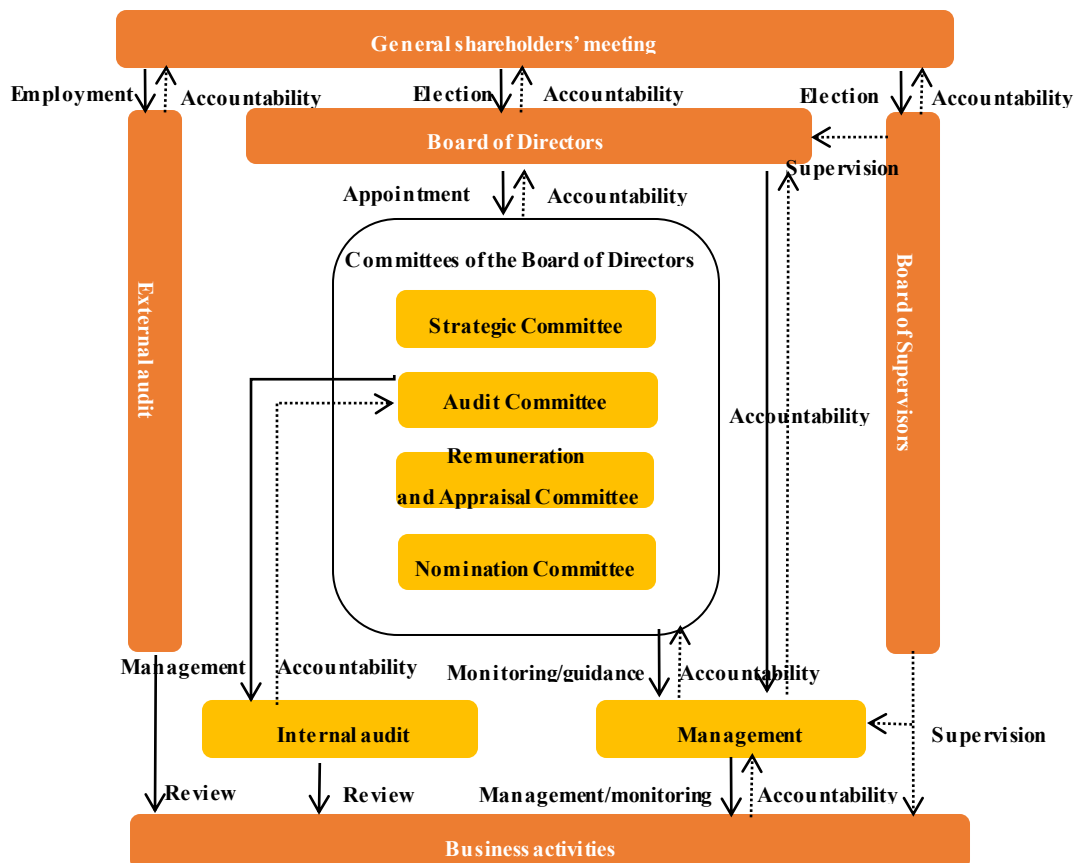 General shareholders' meeting
Employment
Accountability
Election
Accountability
Election
Accountability
Board of Directors
Supervision
Appointment
Accountability
Committees of the Board of Directors
External audit
Board of Supervisors
Strategic Committee
Audit Committee
Accountability
Remuneration
and Appraisal Committee
Nomination Committee
Management
Accountability
Monitoring/guidance
Accountability
Internal audit
Management
Supervision
Review
Review
Management/monitoring
Accountability
Business activities